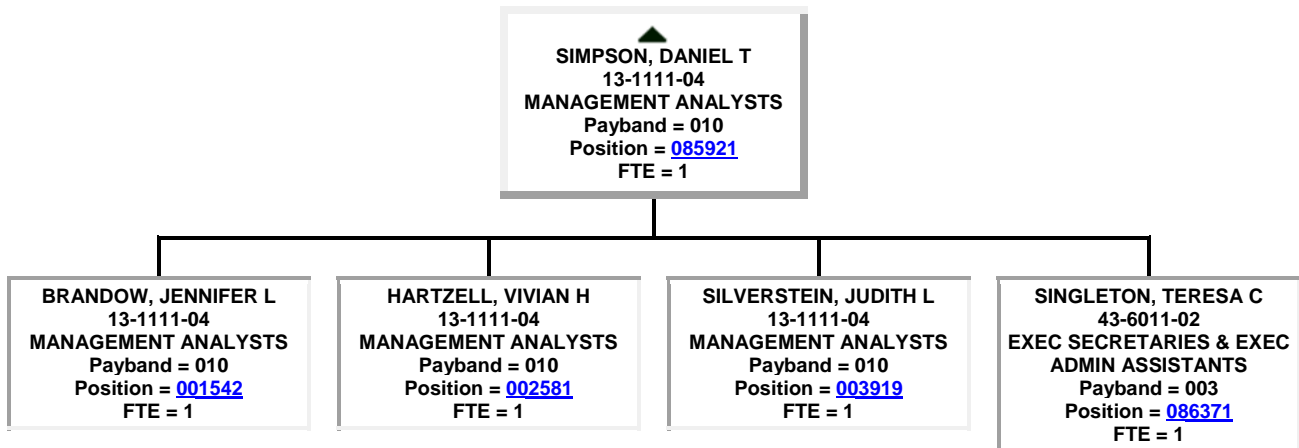 SIMPSON, DANIEL T
13-1111-04
MANAGEMENT ANALYSTS
Payband = 010
Position = 085921
FTE = 1
BRANDOW, JENNIFER L
13-1111-04
MANAGEMENT ANALYSTS
Payband = 010
Position = 001542
FTE = 1
HARTZELL, VIVIAN H
13-1111-04
MANAGEMENT ANALYSTS
Payband = 010
Position = 002581
FTE = 1
SILVERSTEIN, JUDITH L
13-1111-04
MANAGEMENT ANALYSTS
Payband = 010
Position = 003919
FTE = 1
SINGLETON, TERESA C
43-6011-02
EXEC SECRETARIES & EXEC
ADMIN ASSISTANTS
Payband = 003
Position = 086371
FTE = 1